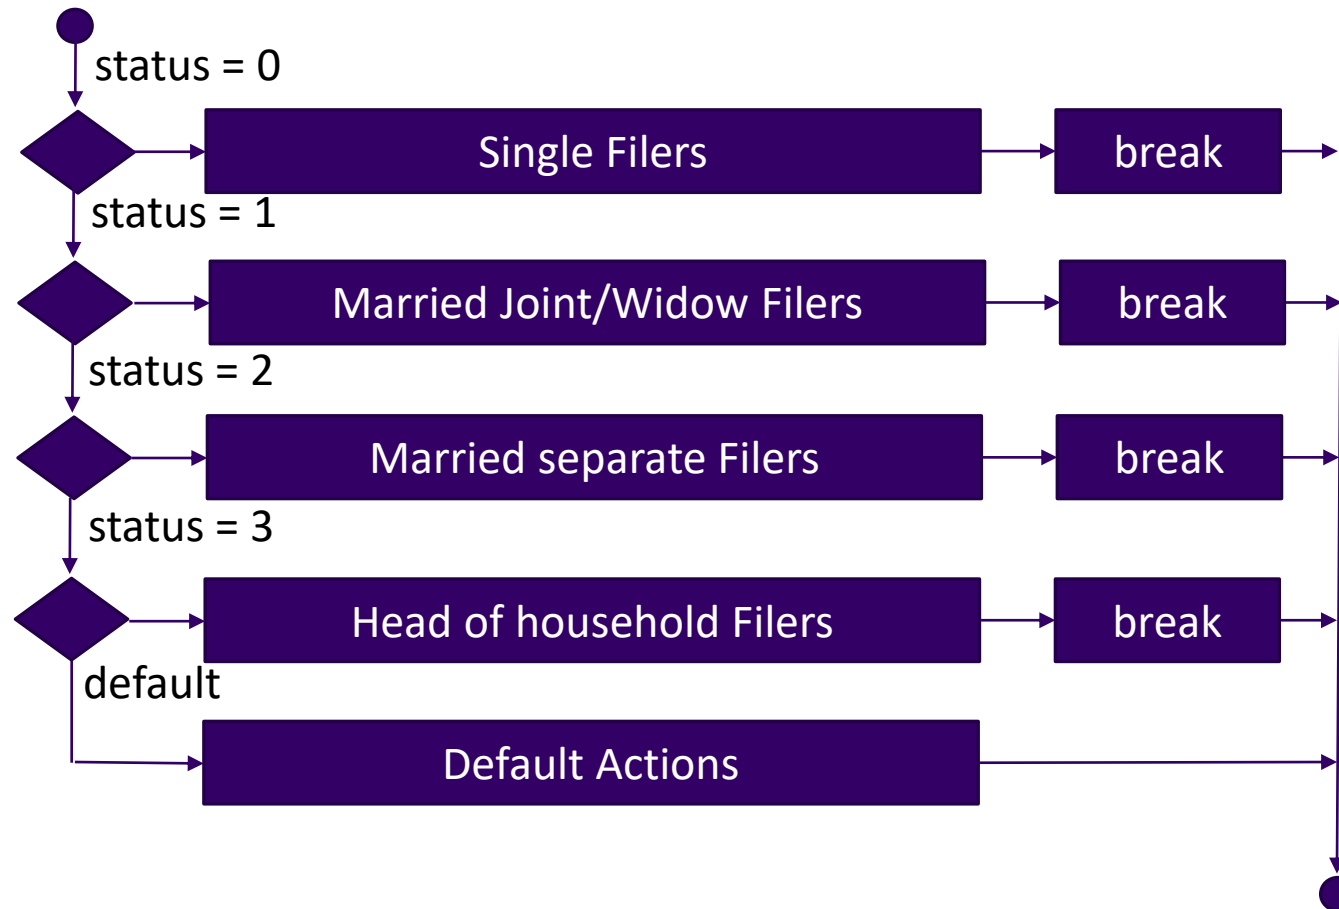 status = 0
Single Filers
break
status = 1
Married Joint/Widow Filers
break
status = 2
Married separate Filers
break
status = 3
Head of household Filers
break
default
Default Actions